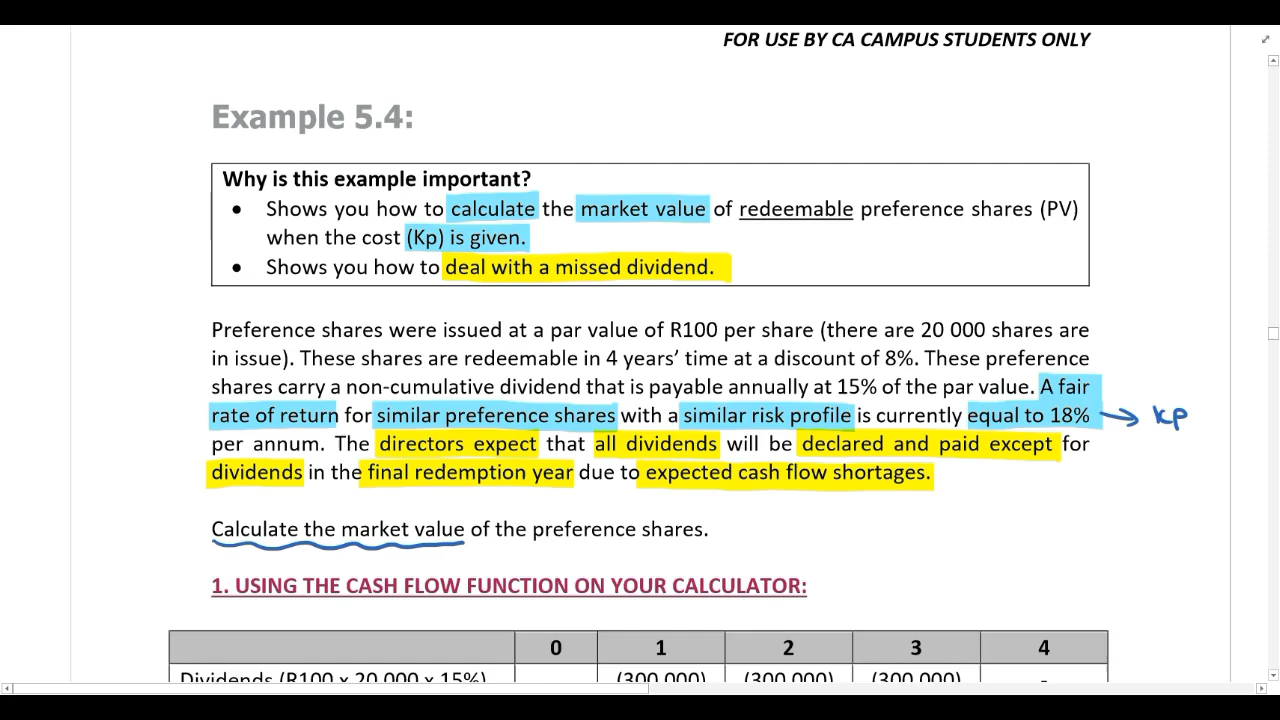 FOR USE BY CA CAMPUS STUDENTS ONLY
Example 5.4:
Why is this example important?
• Shows you how to calculate the market value of redeemable preference shares (PV)
when the cost (Kp) is given.
• Shows you how to deal with a missed dividend.
Preference shares were issued at a par value of R100 per share (there are 20 000 shares are
in issue). These shares are redeemable in 4 years’ time at a discount of 8%. These preference
shares carry a non-cumulative dividend that is payable annually at 15% of the par value. A fair
rate of return for similar preference shares with a similar risk profile is currently equal to 18% → Kp
per annum. The directors expect that all dividends will be declared and paid except for
dividends in the final redemption year due to expected cash flow shortages.
Calculate the market value of the preference shares.
1. USING THE CASH FLOW FUNCTION ON YOUR CALCULATOR:
0 1 2 3 4
Dividends (R100 x 20 000 x 15%) (300 000) (300 000) (300 000) -